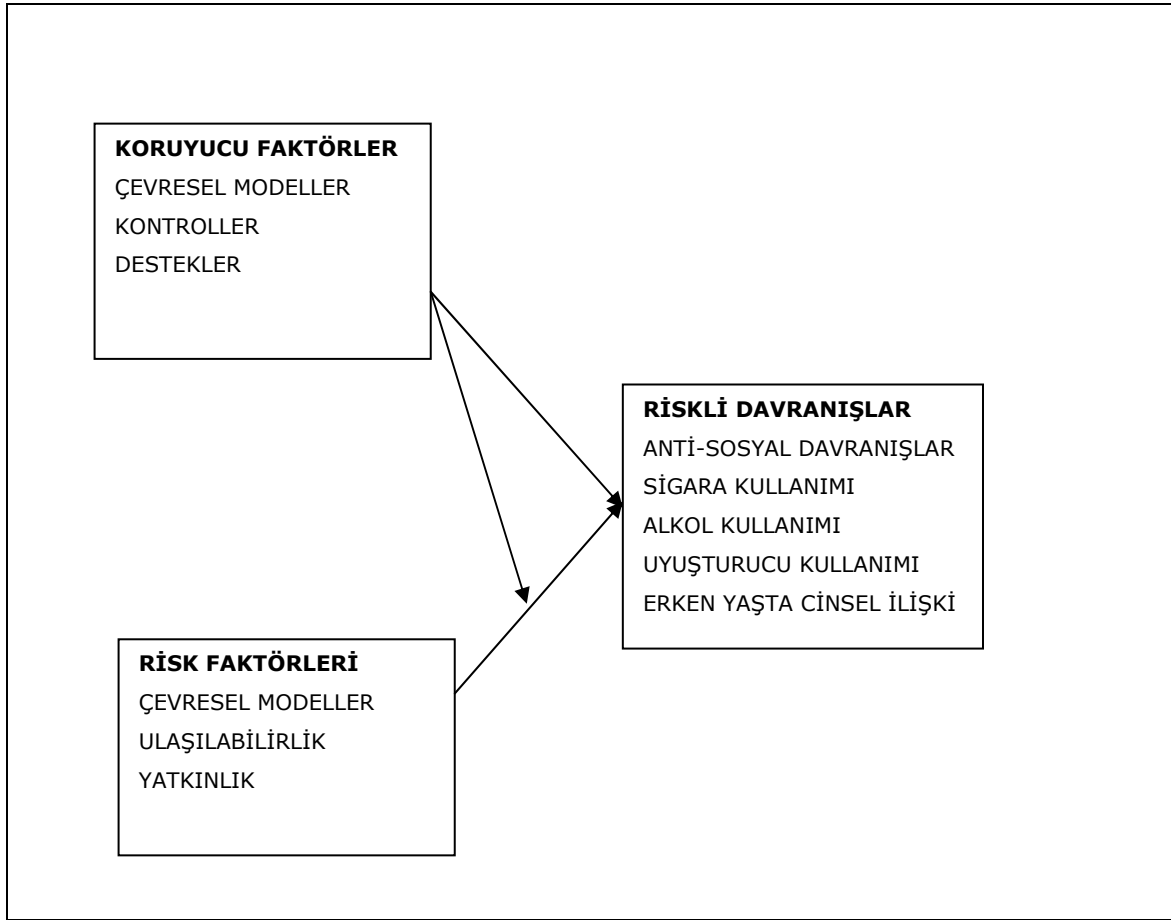 KORUYUCU FAKTÖRLER
ÇEVRESEL MODELLER
KONTROLLER
DESTEKLER
RİSKLİ DAVRANIŞLAR
ANTİ-SOSYAL DAVRANIŞLAR
SİGARA KULLANIMI
ALKOL KULLANIMI
UYUŞTURUCU KULLANIMI
ERKEN YAŞTA CİNSEL İLİŞKİ
RİSK FAKTÖRLERİ
ÇEVRESEL MODELLER
ULAŞILABİLİRLİK
YATKINLIK